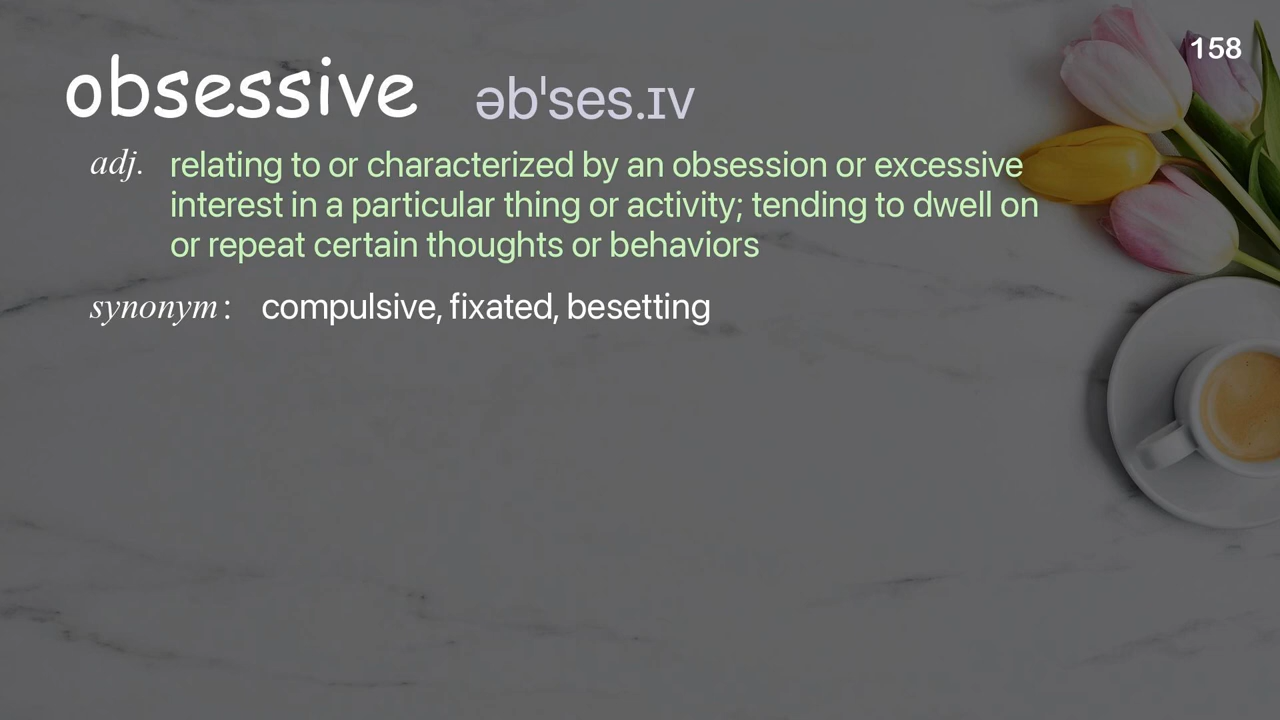 158
obsessive əb'ses.ɪv
adj. relating to or characterized by an obsession or excessive
interest in a particular thing or activity; tending to dwell on
or repeat certain thoughts or behaviors
synonym: compulsive, fixated, besetting